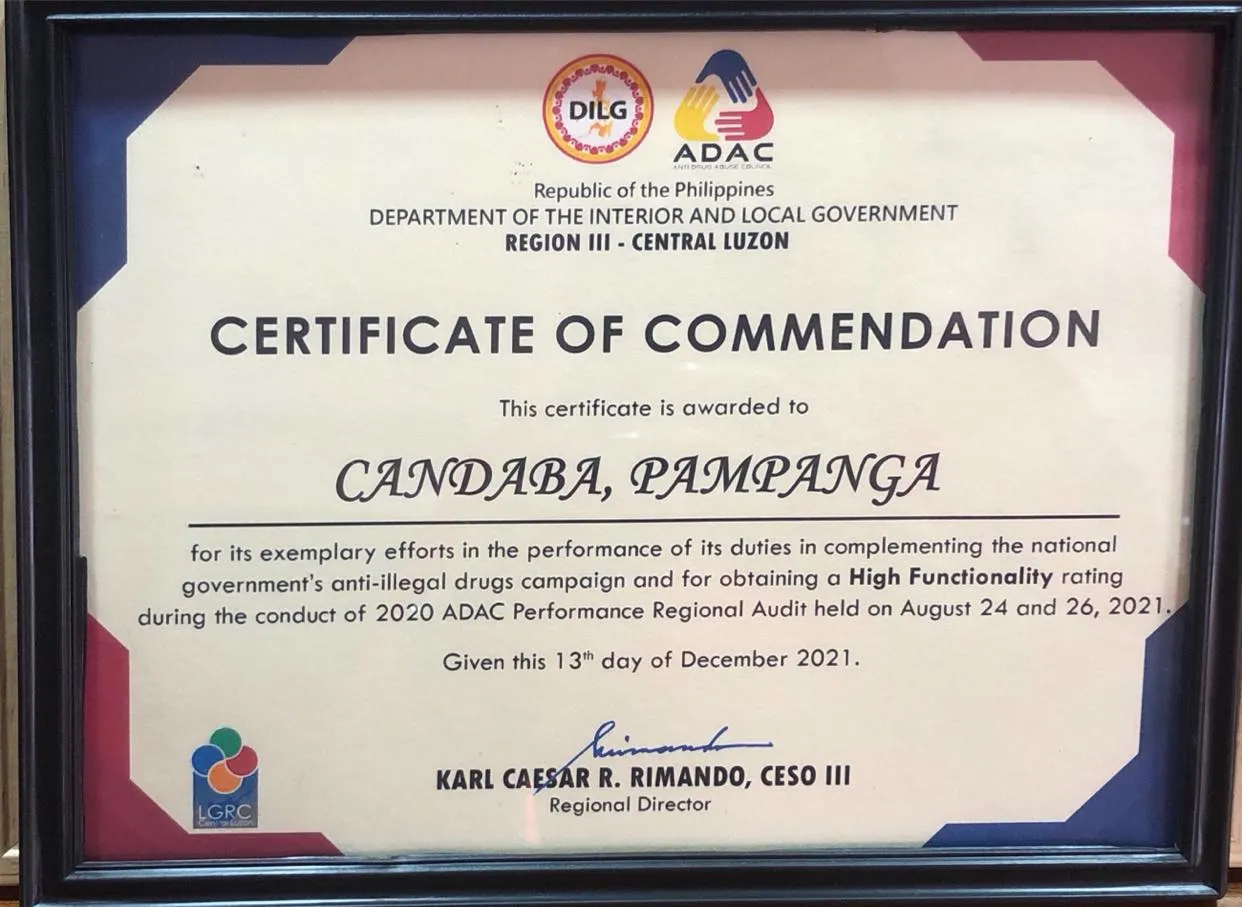 DILG
ADAC
ANTI DRUG ABUSE COUNCIL
Republic of the Philippines
DEPARTMENT OF THE INTERIOR AND LOCAL GOVERNMENT
REGION III - CENTRAL LUZON
CERTIFICATE OF COMMENDATION
This certificate is awarded to
CANDABA, PAMPANGA
for its exemplary efforts in the performance of its duties in complementing the national
government's anti-illegal drugs campaign and for obtaining a High Functionality rating
during the conduct of 2020 ADAC Performance Regional Audit held on August 24 and 26, 2021.
Given this 13th day of December 2021.
Rimando
KARL CAESAR R. RIMANDO, CESO III
Regional Director
LGRC
Central Luzon